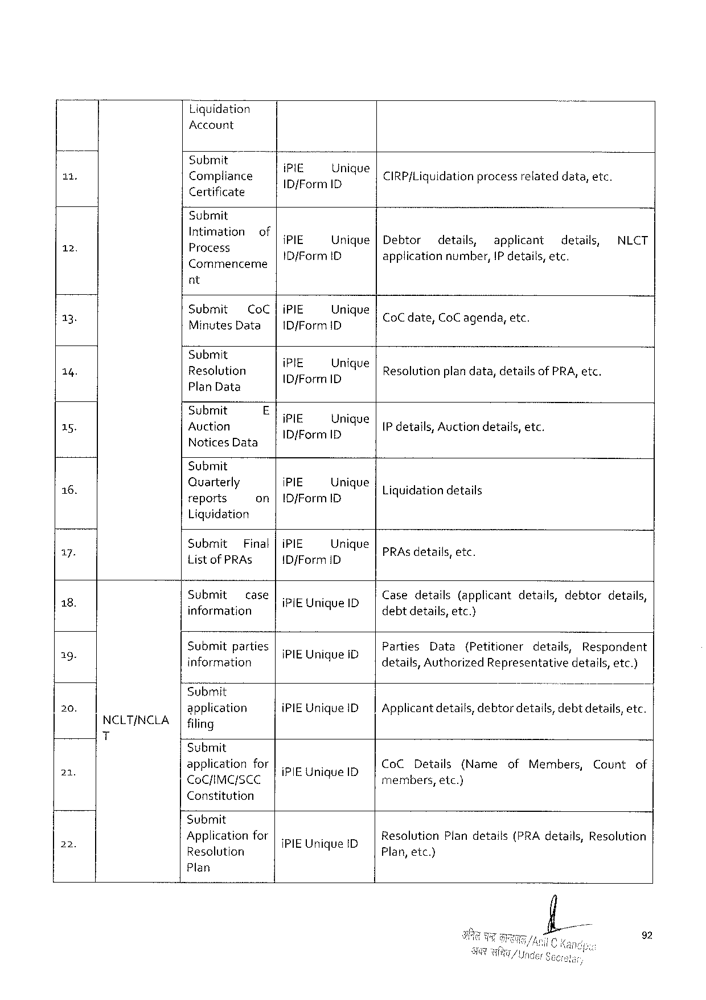 Liquidation
Account
11.
Submit
Compliance
Certificate
iPIE Unique
ID/Form ID
CIRP/Liquidation process related data, etc.
12.
Submit
Intimation of
Process
Commenceme
nt
iPIE Unique
ID/Form ID
Debtor details, applicant details, NLCT
application number, IP details, etc.
13.
Submit CoC
Minutes Data
iPIE Unique
ID/Form ID
CoC date, CoC agenda, etc.
14.
Submit
Resolution
Plan Data
iPIE Unique
ID/Form ID
Resolution plan data, details of PRA, etc.
15.
Submit E
Auction
Notices Data
iPIE Unique
ID/Form ID
IP details, Auction details, etc.
16.
Submit
Quarterly
reports on
Liquidation
iPIE Unique
ID/Form ID
Liquidation details
17.
Submit Final
List of PRAs
iPIE Unique
ID/Form ID
PRAs details, etc.
NCLT/NCLA
T
18.
Submit case
information
iPIE Unique ID
Case details (applicant details, debtor details,
debt details, etc.)
19.
Submit parties
information
iPIE Unique ID
Parties Data (Petitioner details, Respondent
details, Authorized Representative details, etc.)
20.
Submit
application
filing
iPIE Unique ID
Applicant details, debtor details, debt details, etc.
21.
Submit
application for
CoC/IMC/SCC
Constitution
iPIE Unique ID
CoC Details (Name of Members, Count of
members, etc.)
22.
Submit
Application for
Resolution
Plan
iPIE Unique ID
Resolution Plan details (PRA details, Resolution
Plan, etc.)
अनिल चन्द्र काण्डपाल/Anil C Kandpal
अवर सचिव/Under Secretary
92